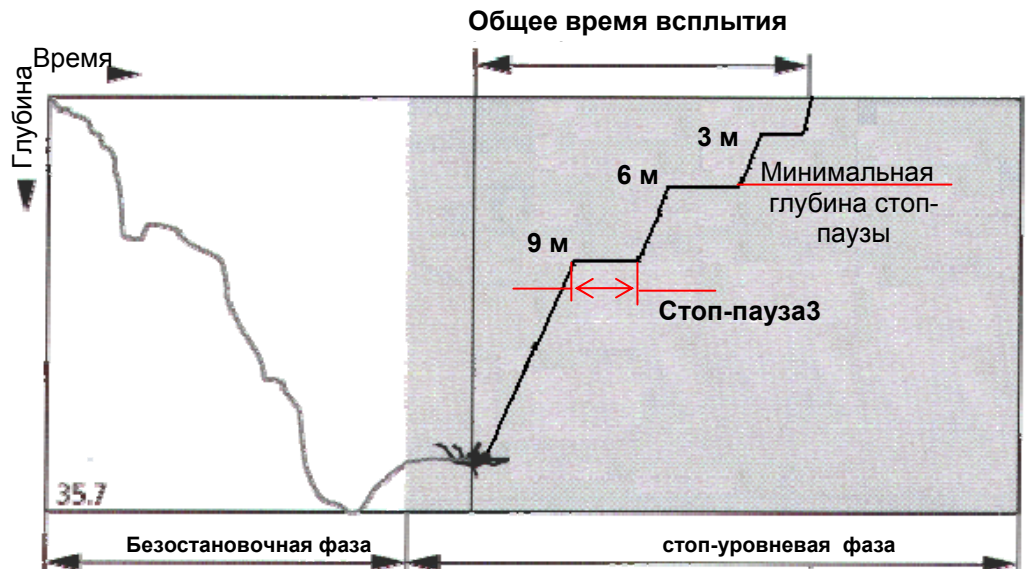 Общее время всплытия
Время
Глубина
3 м
6 м
Минимальная
глубина стоп-
паузы
9 м
Стоп-пауза3
35.7
Безостановочная фаза
стоп-уровневая фаза